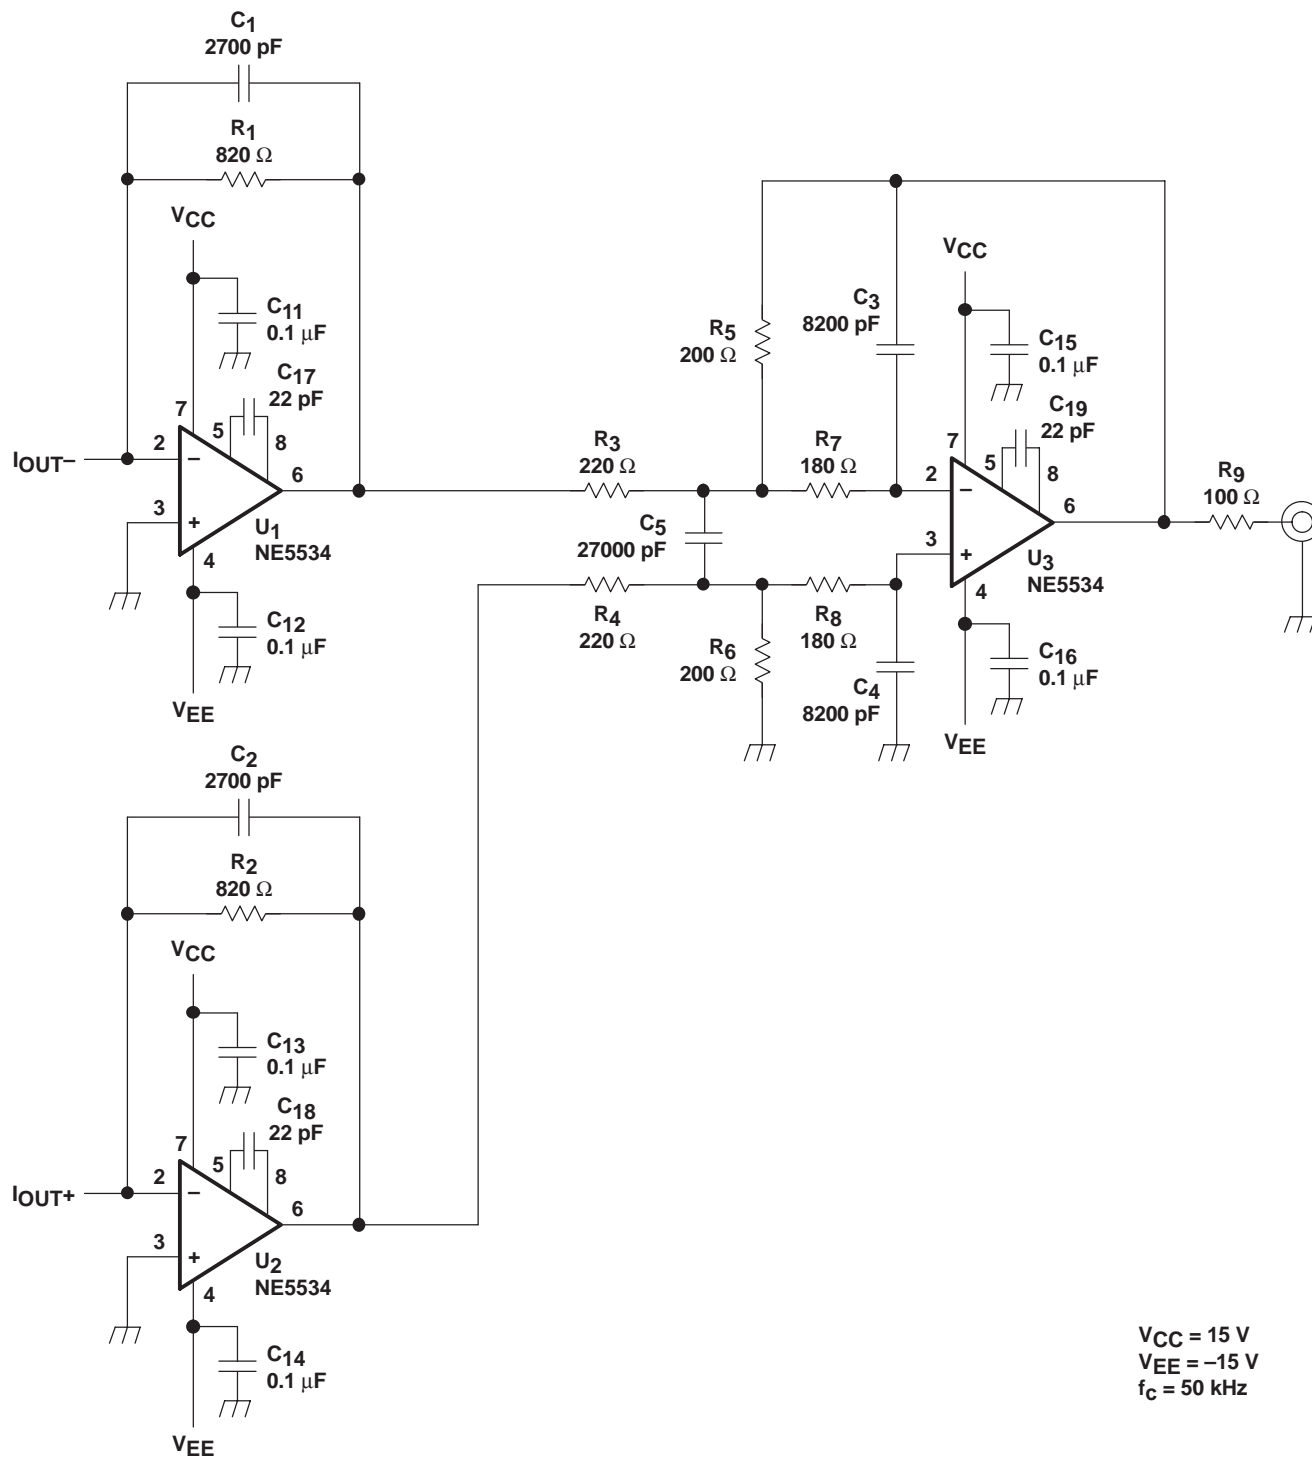 C1
2700 pF
R1
820 Ω
VCC
C11
0.1 μF
C17
22 pF
7
5
8
2
IOUT–
–
6
3
+
U1
NE5534
4
C12
0.1 μF
VEE
R3
220 Ω
C5
27000 pF
R4
220 Ω
R5
200 Ω
R6
200 Ω
R7
180 Ω
R8
180 Ω
C3
8200 pF
C4
8200 pF
VCC
C15
0.1 μF
C19
22 pF
7
5
8
2
–
6
3
+
U3
NE5534
4
C16
0.1 μF
VEE
R9
100 Ω
C2
2700 pF
R2
820 Ω
VCC
C13
0.1 μF
C18
22 pF
7
5
8
2
IOUT+
–
6
3
+
U2
NE5534
4
C14
0.1 μF
VEE
VCC = 15 V
VEE = –15 V
fc = 50 kHz